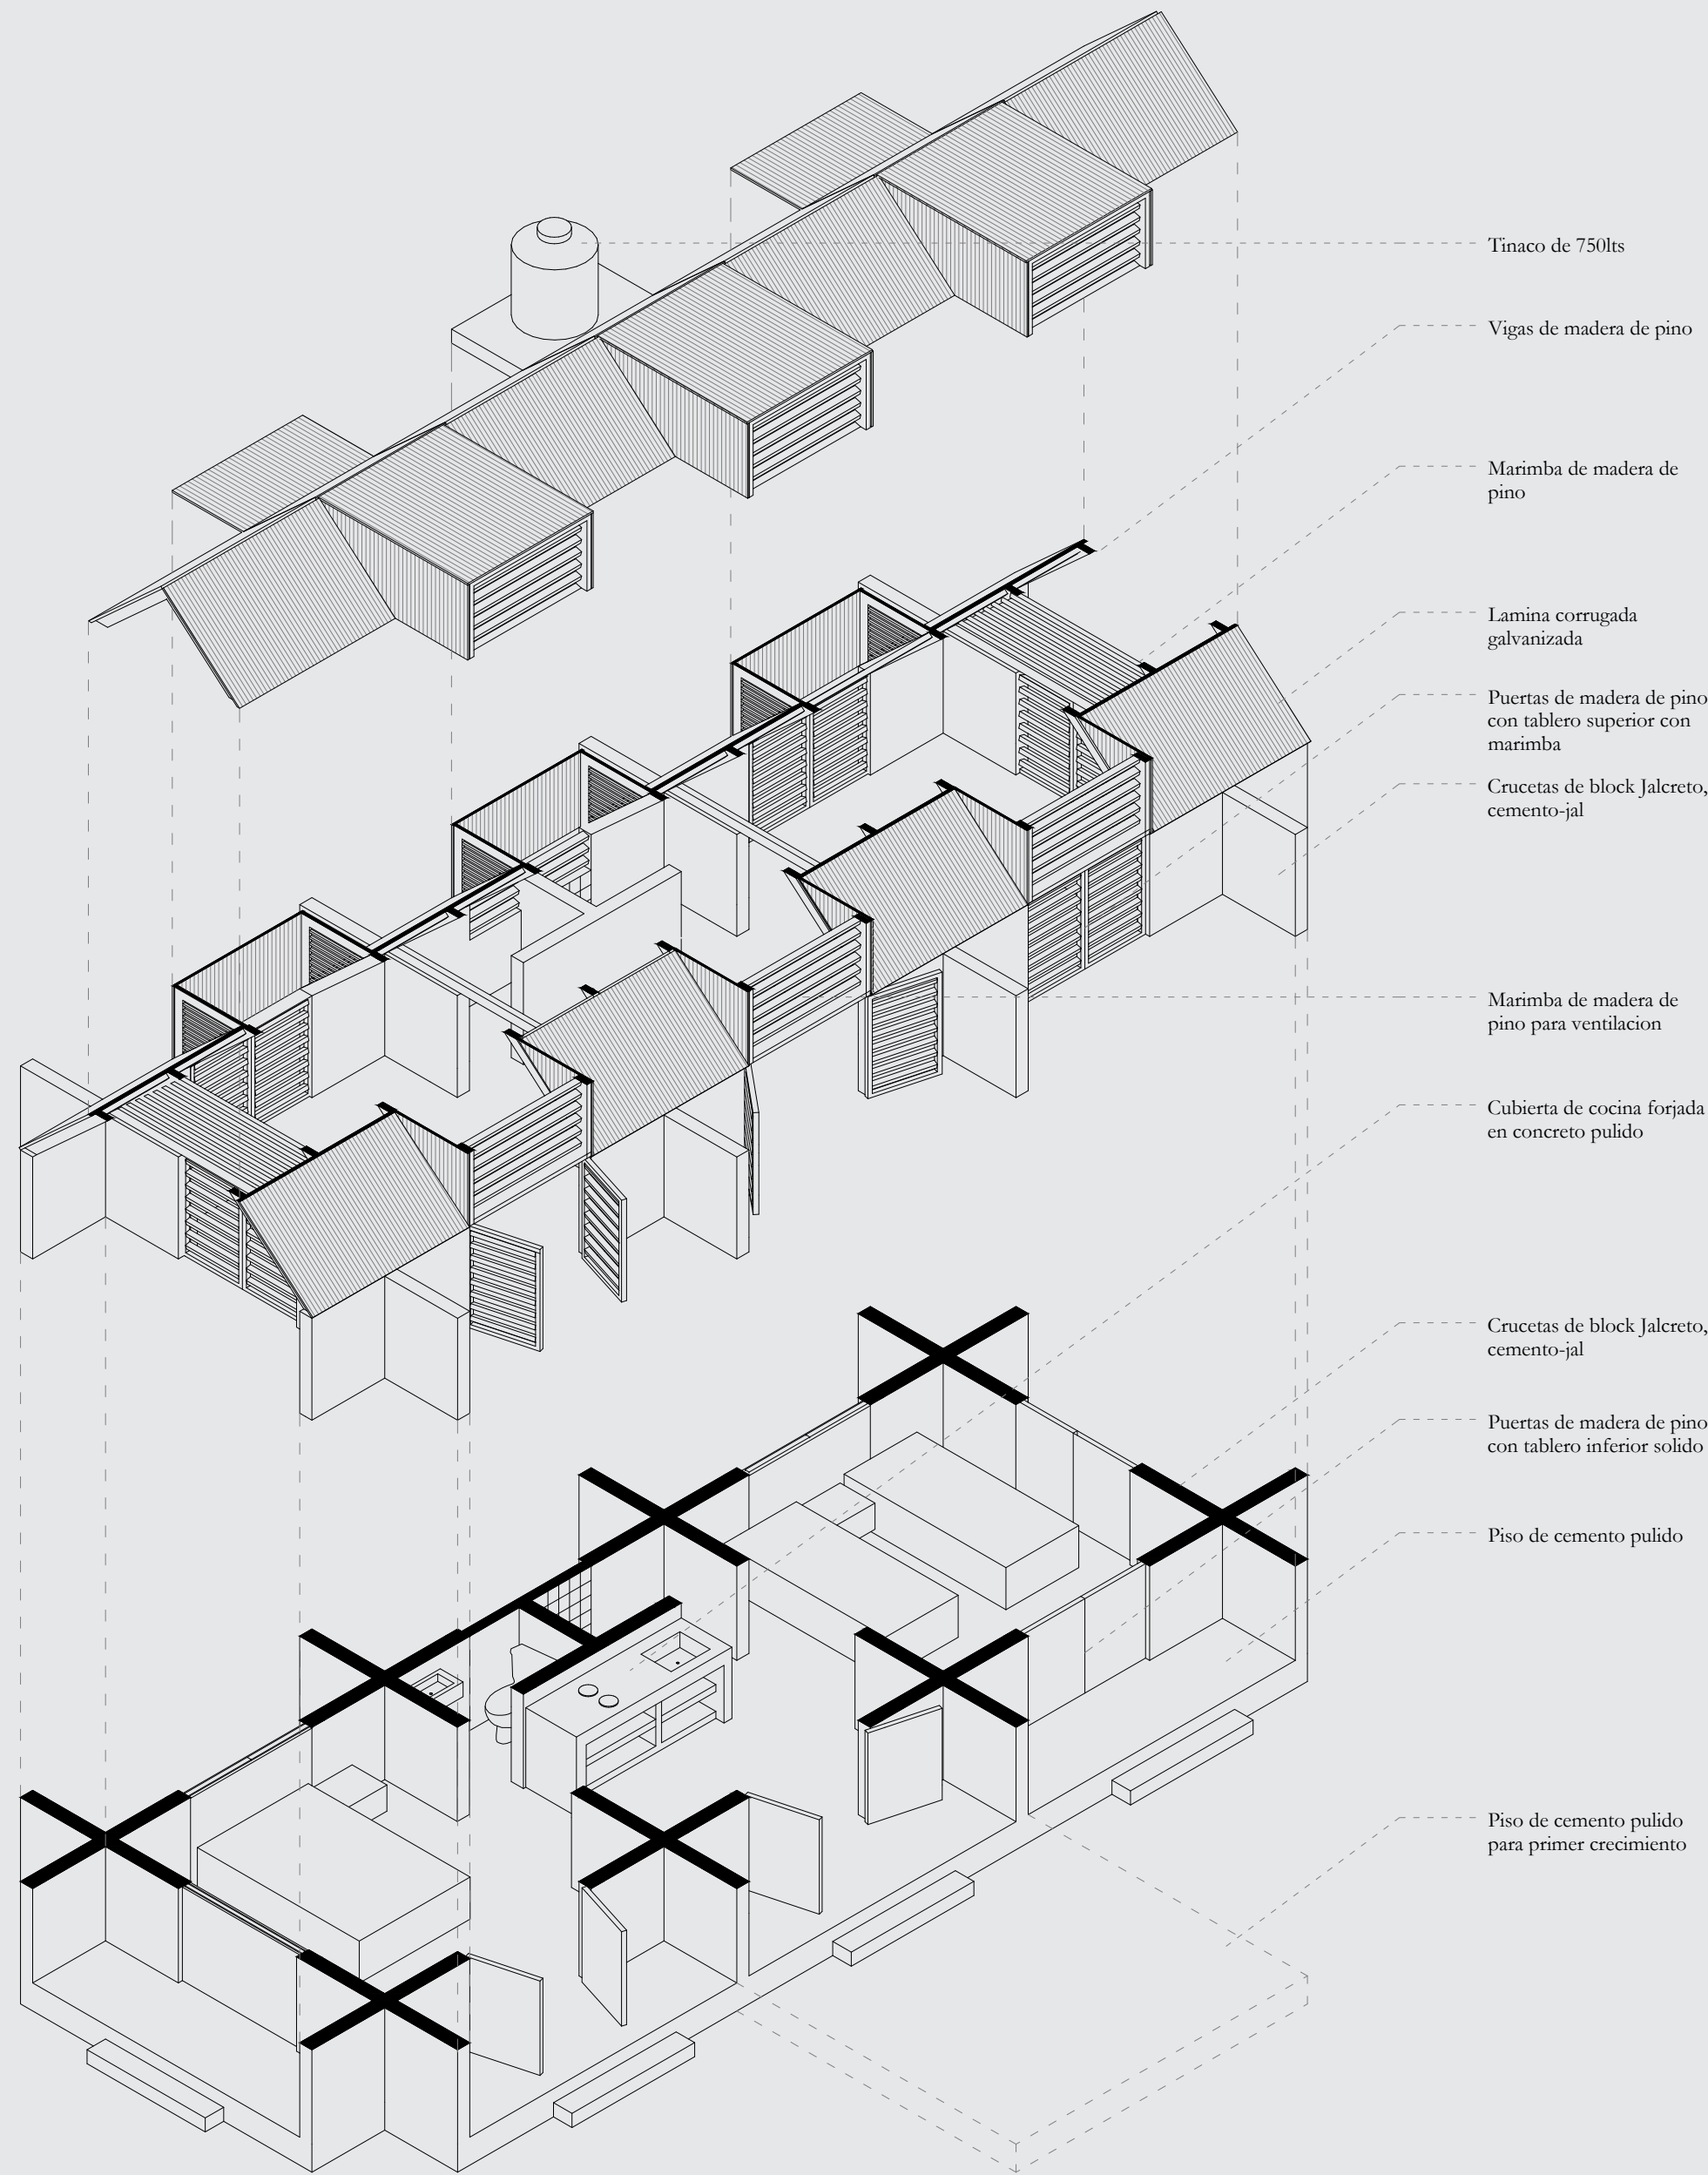 Tinaco de 750lts
Vigas de madera de pino
Marimba de madera de
pino
Lamina corrugada
galvanizada
Puertas de madera de pino
con tablero superior con
marimba
Crucetas de block Jalcreto,
cemento-jal
Marimba de madera de
pino para ventilacion
Cubierta de cocina forjada
en concreto pulido
Crucetas de block Jalcreto,
cemento-jal
Puertas de madera de pino
con tablero inferior solido
Piso de cemento pulido
Piso de cemento pulido
para primer crecimiento